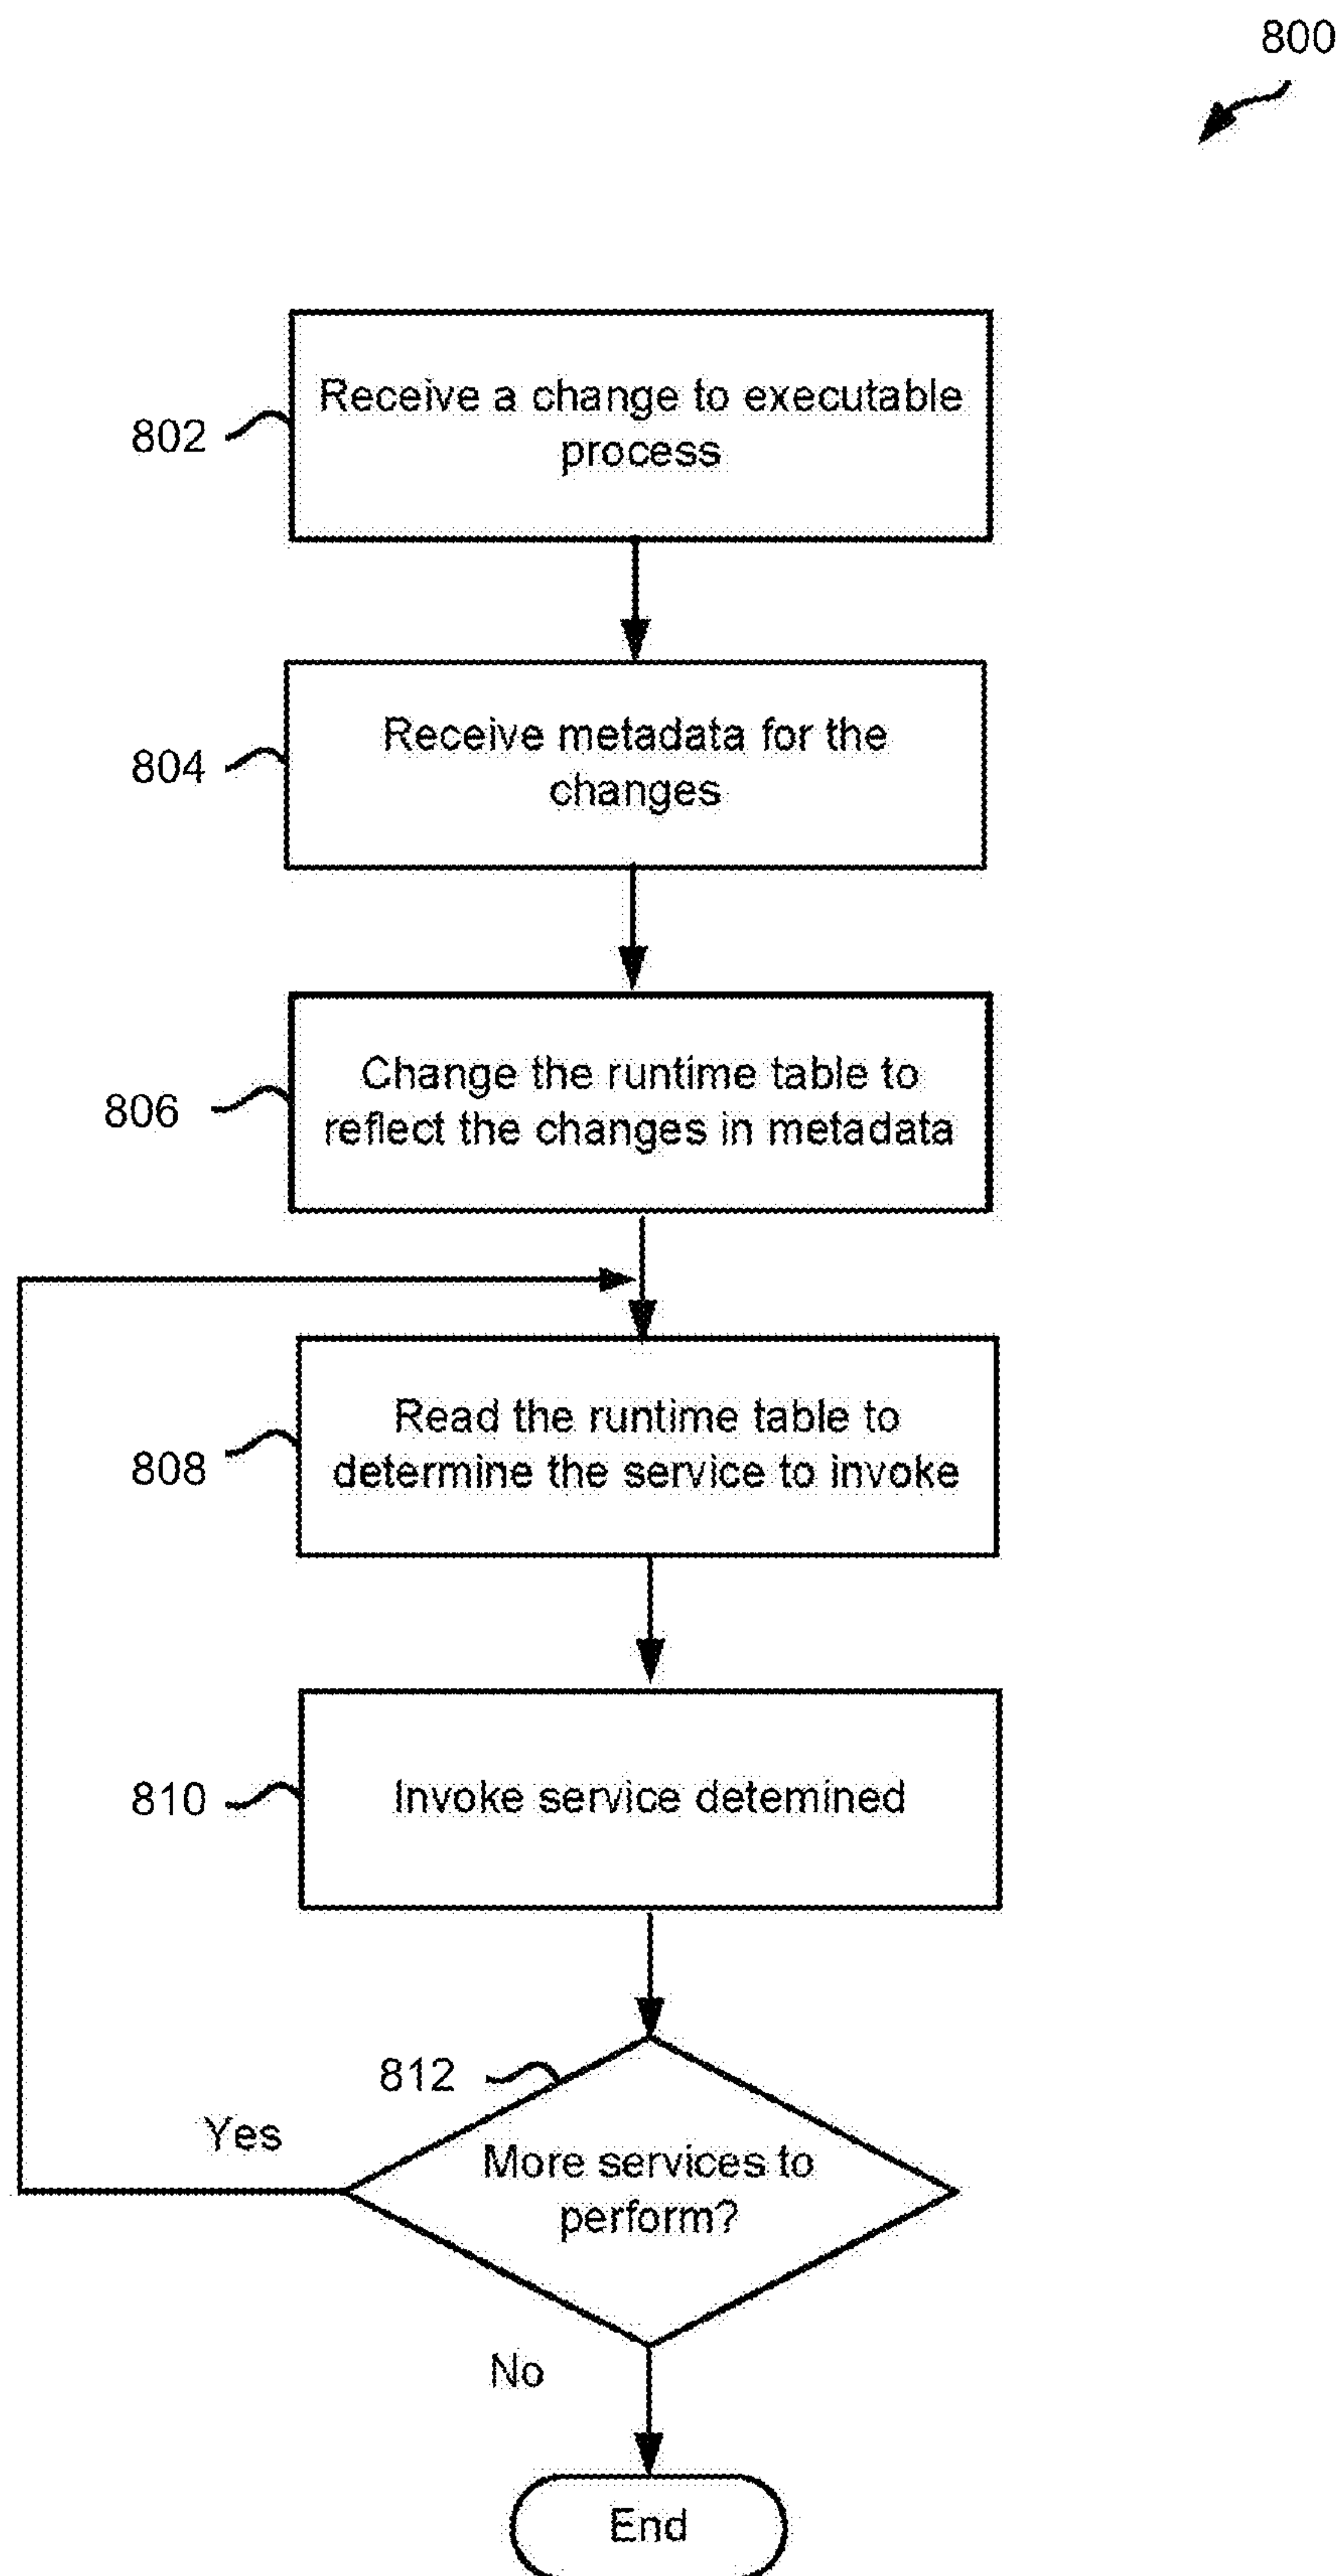 800
Receive a change to executable
process
802
Receive metadata for the
changes
804
Change the runtime table to
reflect the changes in metadata
806
Read the runtime table to
determine the service to invoke
808
Invoke service detemined
810
812
Yes
More services to
perform?
No
End